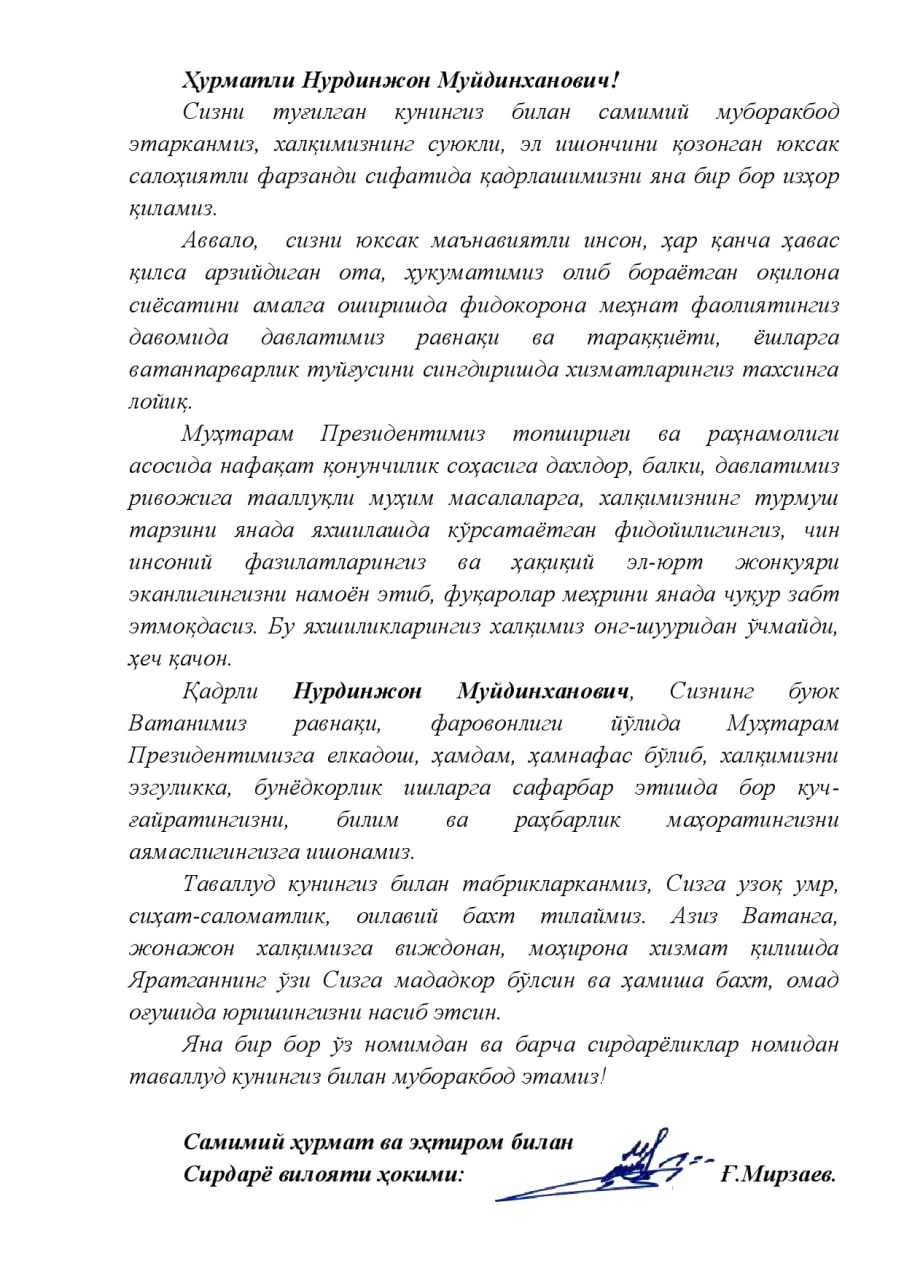 Ҳурматли Нурдинжон Муйдинханович!
Сизни туғилган кунингиз билан самимий муборакбод
этарканмиз, халқимизнинг суюкли, эл ишончини қозонган юксак
салоҳиятли фарзанди сифатида қадрлашимизни яна бир бор изҳор
қиламиз.
Аввало, сизни юксак маънавиятли инсон, ҳар қанча ҳавас
қилса арзийдиган ота, ҳукуматимиз олиб бораётган оқилона
сиёсатини амалга оширишда фидокорона меҳнат фаолиятингиз
давомида давлатимиз равнақи ва тараққиёти, ёшларга
ватанпарварлик туйғусини сингдиришда хизматларингиз тахсинга
лойиқ.
Муҳтарам Президентимиз топшириғи ва раҳнамолиги
асосида нафақат қонунчилик соҳасига дахлдор, балки, давлатимиз
ривожига тааллуқли муҳим масалаларга, халқимизнинг турмуш
тарзини янада яхшилашда кўрсатаётган фидойилигингиз, чин
инсоний фазилатларингиз ва ҳақиқий эл-юрт жонкуяри
эканлигингизни намоён этиб, фуқаролар меҳрини янада чуқур забт
этмоқдасиз. Бу яхшиликларингиз халқимиз онг-шууридан ўчмайди,
ҳеч қачон.
Қадрли Нурдинжон Муйдинханович, Сизнинг буюк
Ватанимиз равнақи, фаровонлиги йўлида Муҳтарам
Президентимизга елкадош, ҳамдам, ҳамнафас бўлиб, халқимизни
эзгуликка, бунёдкорлик ишларга сафарбар этишда бор куч-
ғайратингизни, билим ва раҳбарлик маҳоратингизни
аямаслигингизга ишонамиз.
Таваллуд кунингиз билан табрикларканмиз, Сизга узоқ умр,
сиҳат-саломатлик, оилавий бахт тилаймиз. Азиз Ватанга,
жонажон халқимизга виждонан, моҳирона хизмат қилишда
Яратганнинг ўзи Сизга мададкор бўлсин ва ҳамиша бахт, омад
оғушида юришингизни насиб этсин.
Яна бир бор ўз номимдан ва барча сирдарёликлар номидан
таваллуд кунингиз билан муборакбод этамиз!
Самимий ҳурмат ва эҳтиром билан
Сирдарё вилояти ҳокими: Ғ.Мирзаев.